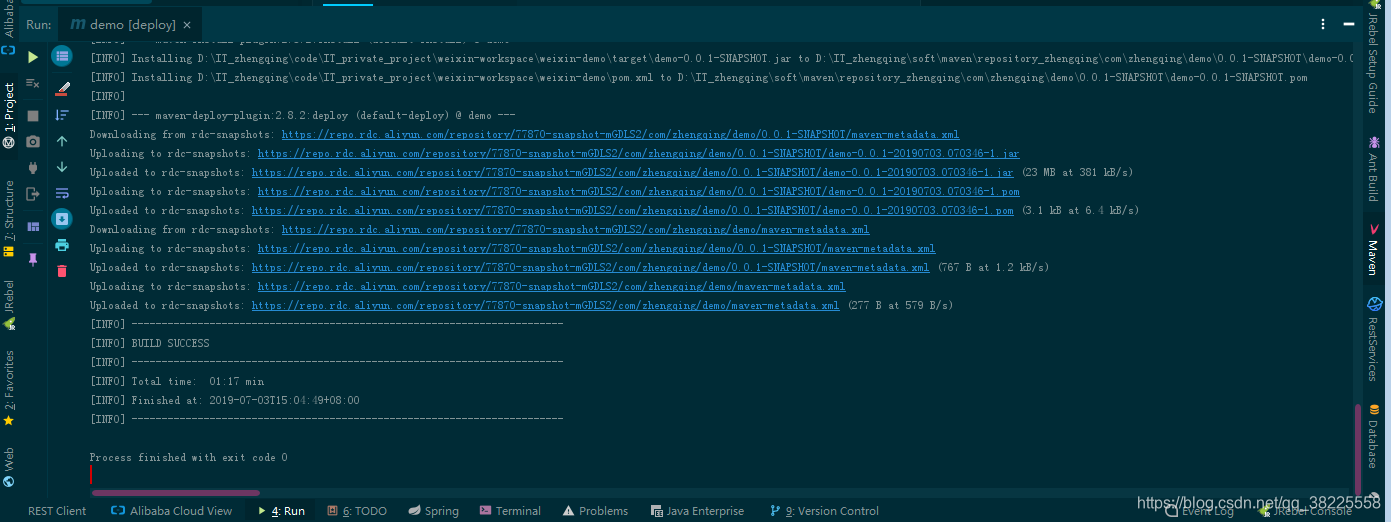 Run: demo [deploy]
[INFO] Installing D:\IT_zhengqing\code\IT_private_project\weixin-workspace\weixin-demo\target\demo-0.0.1-SNAPSHOT.jar to D:\IT_zhengqing\soft\maven\repository_zhengqing\com\zhengqing\demo\0.0.1-SNAPSHOT\demo-0.0
[INFO] Installing D:\IT_zhengqing\code\IT_private_project\weixin-workspace\weixin-demo\pom.xml to D:\IT_zhengqing\soft\maven\repository_zhengqing\com\zhengqing\demo\0.0.1-SNAPSHOT\demo-0.0.1-SNAPSHOT.pom
[INFO]
[INFO] --- maven-deploy-plugin:2.8.2:deploy (default-deploy) @ demo ---
Downloading from rdc-snapshots: https://repo.rdc.aliyun.com/repository/77870-snapshot-mGDLS2/com/zhengqing/demo/0.0.1-SNAPSHOT/maven-metadata.xml
Uploading to rdc-snapshots: https://repo.rdc.aliyun.com/repository/77870-snapshot-mGDLS2/com/zhengqing/demo/0.0.1-SNAPSHOT/demo-0.0.1-20190703.070346-1.jar
Uploaded to rdc-snapshots: https://repo.rdc.aliyun.com/repository/77870-snapshot-mGDLS2/com/zhengqing/demo/0.0.1-SNAPSHOT/demo-0.0.1-20190703.070346-1.jar (23 MB at 381 kB/s)
Uploading to rdc-snapshots: https://repo.rdc.aliyun.com/repository/77870-snapshot-mGDLS2/com/zhengqing/demo/0.0.1-SNAPSHOT/demo-0.0.1-20190703.070346-1.pom
Uploaded to rdc-snapshots: https://repo.rdc.aliyun.com/repository/77870-snapshot-mGDLS2/com/zhengqing/demo/0.0.1-SNAPSHOT/demo-0.0.1-20190703.070346-1.pom (3.1 kB at 6.4 kB/s)
Downloading from rdc-snapshots: https://repo.rdc.aliyun.com/repository/77870-snapshot-mGDLS2/com/zhengqing/demo/maven-metadata.xml
Uploading to rdc-snapshots: https://repo.rdc.aliyun.com/repository/77870-snapshot-mGDLS2/com/zhengqing/demo/0.0.1-SNAPSHOT/maven-metadata.xml
Uploaded to rdc-snapshots: https://repo.rdc.aliyun.com/repository/77870-snapshot-mGDLS2/com/zhengqing/demo/0.0.1-SNAPSHOT/maven-metadata.xml (767 B at 1.2 kB/s)
Uploading to rdc-snapshots: https://repo.rdc.aliyun.com/repository/77870-snapshot-mGDLS2/com/zhengqing/demo/maven-metadata.xml
Uploaded to rdc-snapshots: https://repo.rdc.aliyun.com/repository/77870-snapshot-mGDLS2/com/zhengqing/demo/maven-metadata.xml (277 B at 579 B/s)
[INFO] ------------------------------------------------------------------------
[INFO] BUILD SUCCESS
[INFO] ------------------------------------------------------------------------
[INFO] Total time:  01:17 min
[INFO] Finished at: 2019-07-03T15:04:49+08:00
[INFO] ------------------------------------------------------------------------
Process finished with exit code 0
Alibaba
1: Project
7: Structure
JRebel
2: Favorites
Web
JRebel Setup Guide
Ant Build
Maven
RestServices
Database
REST Client Alibaba Cloud View 4: Run 6: TODO Spring Terminal Problems Java Enterprise 9: Version Control Event Log JRebel Console
https://blog.csdn.net/qq_38225558